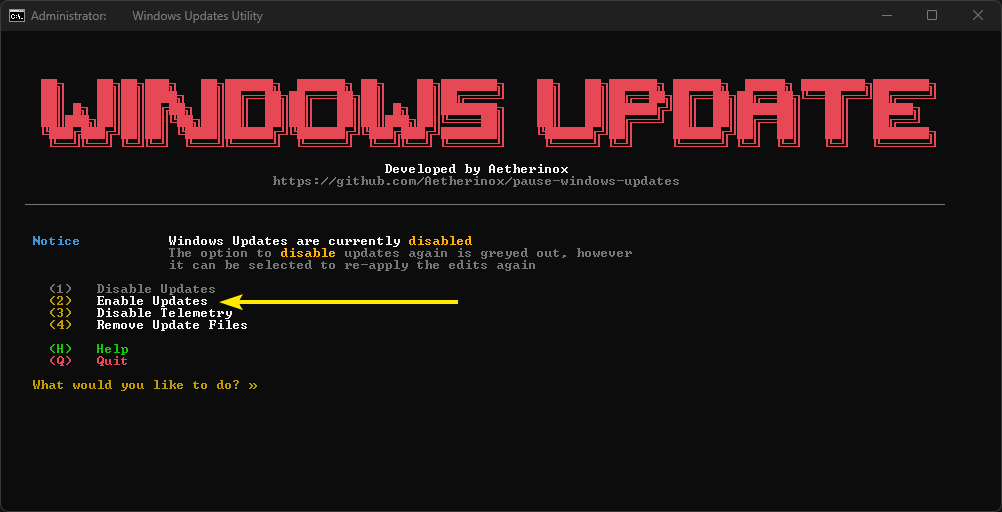 Administrator: Windows Updates Utility
WINDOWS UPDATE
Developed by Aetherinox
https://github.com/Aetherinox/pause-windows-updates
Notice Windows Updates are currently disabled
The option to disable updates again is greyed out, however
it can be selected to re-apply the edits again
(1) Disable Updates
(2) Enable Updates
(3) Disable Telemetry
(4) Remove Update Files
(H) Help
(Q) Quit
What would you like to do? »